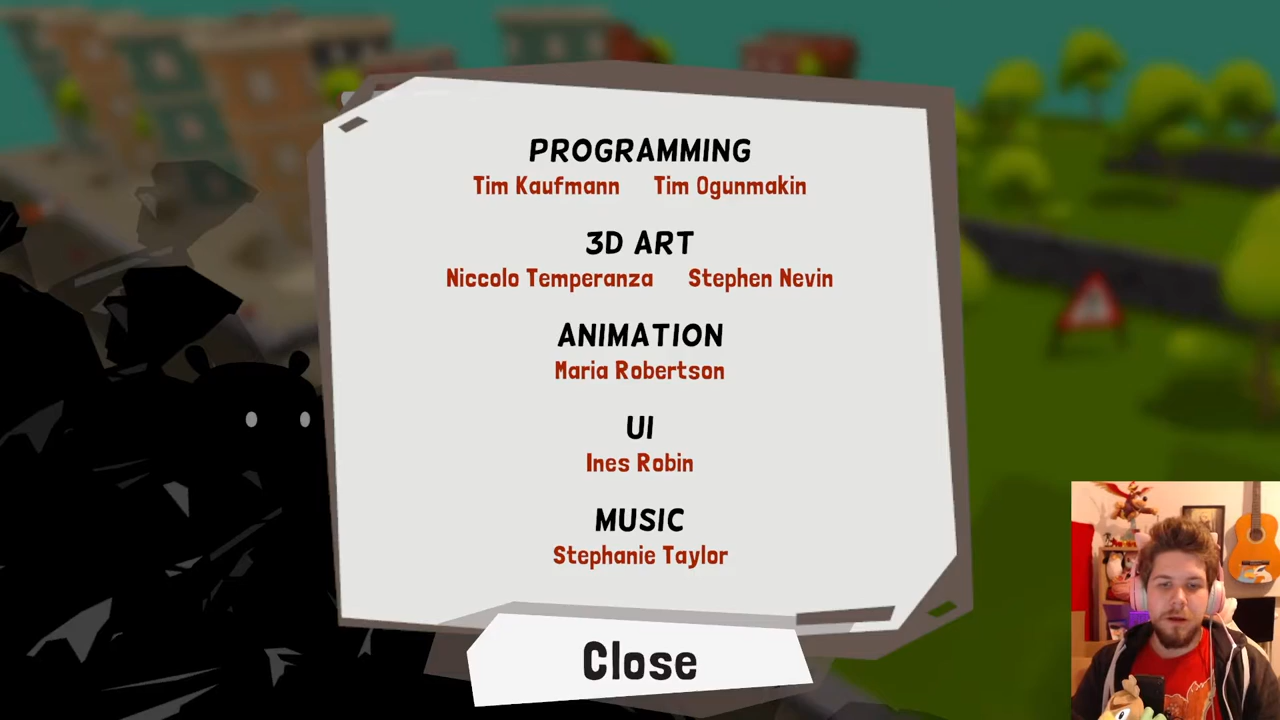 PROGRAMMING
Tim Kaufmann Tim Ogunmakin
3D ART
Niccolo Temperanza Stephen Nevin
ANIMATION
Maria Robertson
UI
Ines Robin
MUSIC
Stephanie Taylor
Close